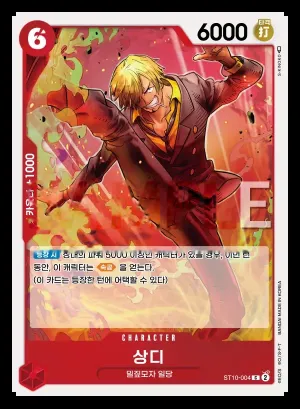 6
6000
타격
打
카운터 +1000
등장 시 상대의 파워 5000 이상인 캐릭터가 있을 경우, 이번 턴
동안, 이 캐릭터는 속공 을 얻는다.
(이 카드는 등장한 턴에 어택할 수 있다)
CHARACTER
상디
밀짚모자 일당
ST10-004 C 2